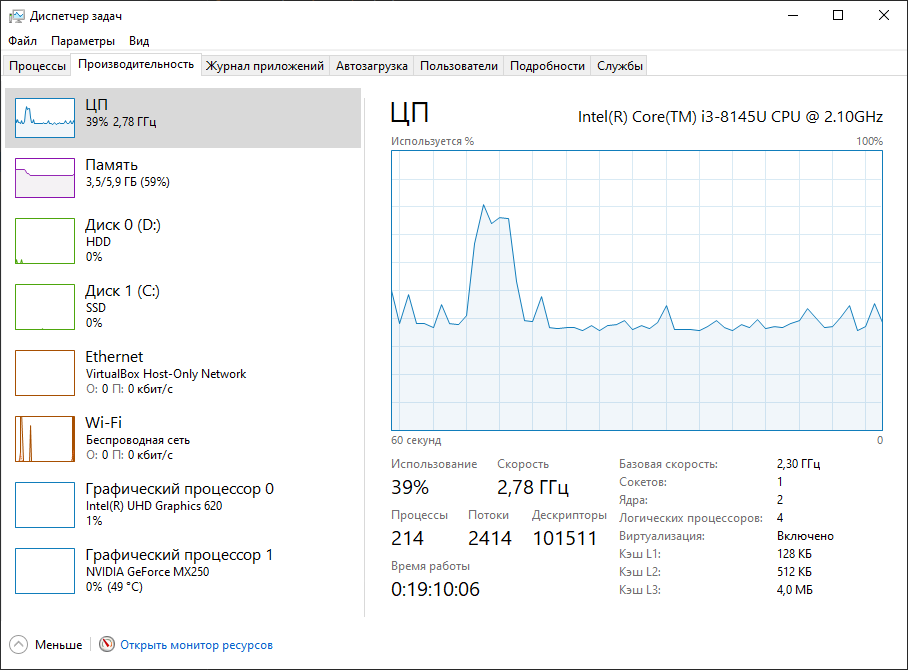 Диспетчер задач
Файл Параметры Вид
Процессы Производительность Журнал приложений Автозагрузка Пользователи Подробности Службы
ЦП
39% 2,78 ГГц
Память
3,5/5,9 ГБ (59%)
Диск 0 (D:)
HDD
0%
Диск 1 (C:)
SSD
0%
Ethernet
VirtualBox Host-Only Network
О: 0 П: 0 кбит/с
Wi-Fi
Беспроводная сеть
О: 0 П: 0 кбит/с
Графический процессор 0
Intel(R) UHD Graphics 620
1%
Графический процессор 1
NVIDIA GeForce MX250
0% (49 °C)
ЦП
Intel(R) Core(TM) i3-8145U CPU @ 2.10GHz
Используется % 100%
60 секунд 0
Использование Скорость
39% 2,78 ГГц
Процессы Потоки Дескрипторы
214 2414 101511
Время работы
0:19:10:06
Базовая скорость: 2,30 ГГц
Сокетов: 1
Ядра: 2
Логических процессоров: 4
Виртуализация: Включено
Кэш L1: 128 КБ
Кэш L2: 512 КБ
Кэш L3: 4,0 МБ
Меньше Открыть монитор ресурсов